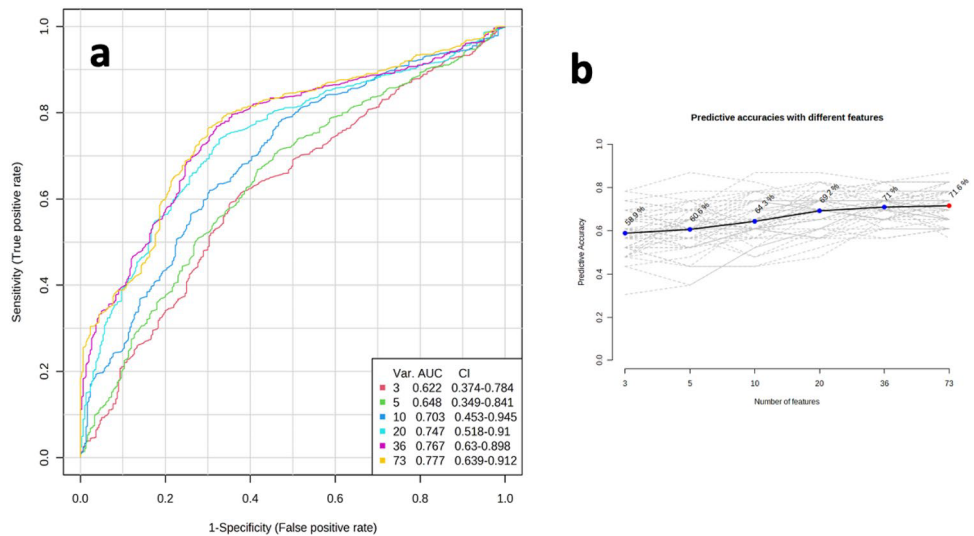 a
1.0
0.8
0.6
0.4
0.2
0.0
Sensitivity (True positive rate)
Var. AUC CI
3 0.622 0.374-0.784
5 0.648 0.349-0.841
10 0.703 0.453-0.945
20 0.747 0.518-0.91
36 0.767 0.63-0.898
73 0.777 0.639-0.912
0.0 0.2 0.4 0.6 0.8 1.0
1-Specificity (False positive rate)
b
Predictive accuracies with different features
1.0
0.8
0.6
0.4
0.2
0.0
Predictive Accuracy
58.9 %
60.6 %
64.3 %
69.2 %
71 %
71.6 %
3 5 10 20 36 73
Number of features